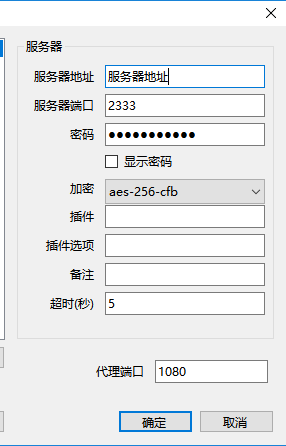 服务器
服务器地址 服务器地址
服务器端口 2333
密码 ●●●●●●●●●●●
显示密码
加密 aes-256-cfb
插件
插件选项
备注
超时(秒) 5
代理端口 1080
确定 取消